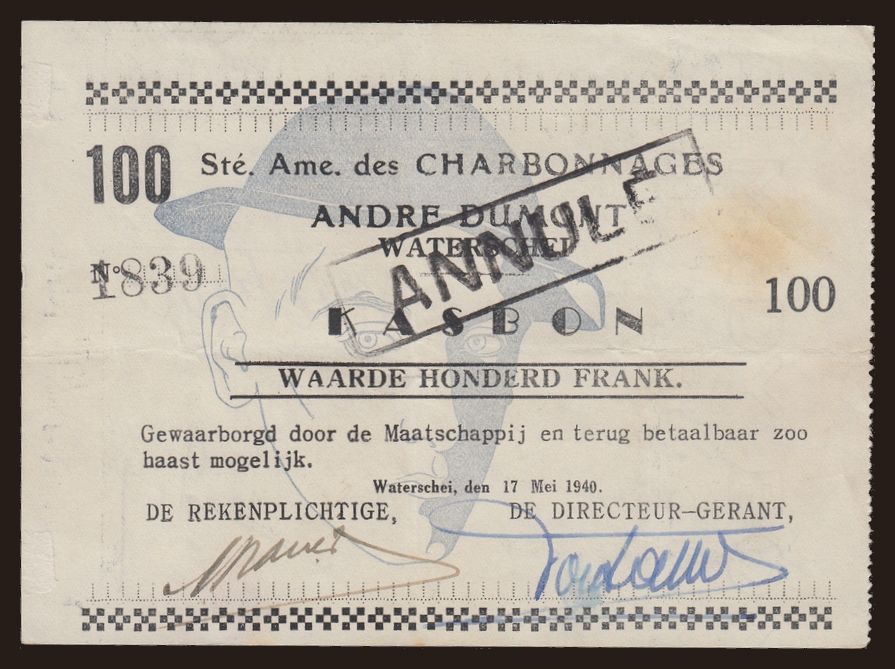 100 Sté. Ame. des CHARBONNAGES
ANDRE DUMONT
WATERSCHEI
ANNULÉ
N° 1839
100
KASBON
WAARDE HONDERD FRANK.
Gewaarborgd door de Maatschappij en terug betaalbaar zoo
haast mogelijk.
Waterschei, den 17 Mei 1940.
DE REKENPLICHTIGE, DE DIRECTEUR-GERANT,